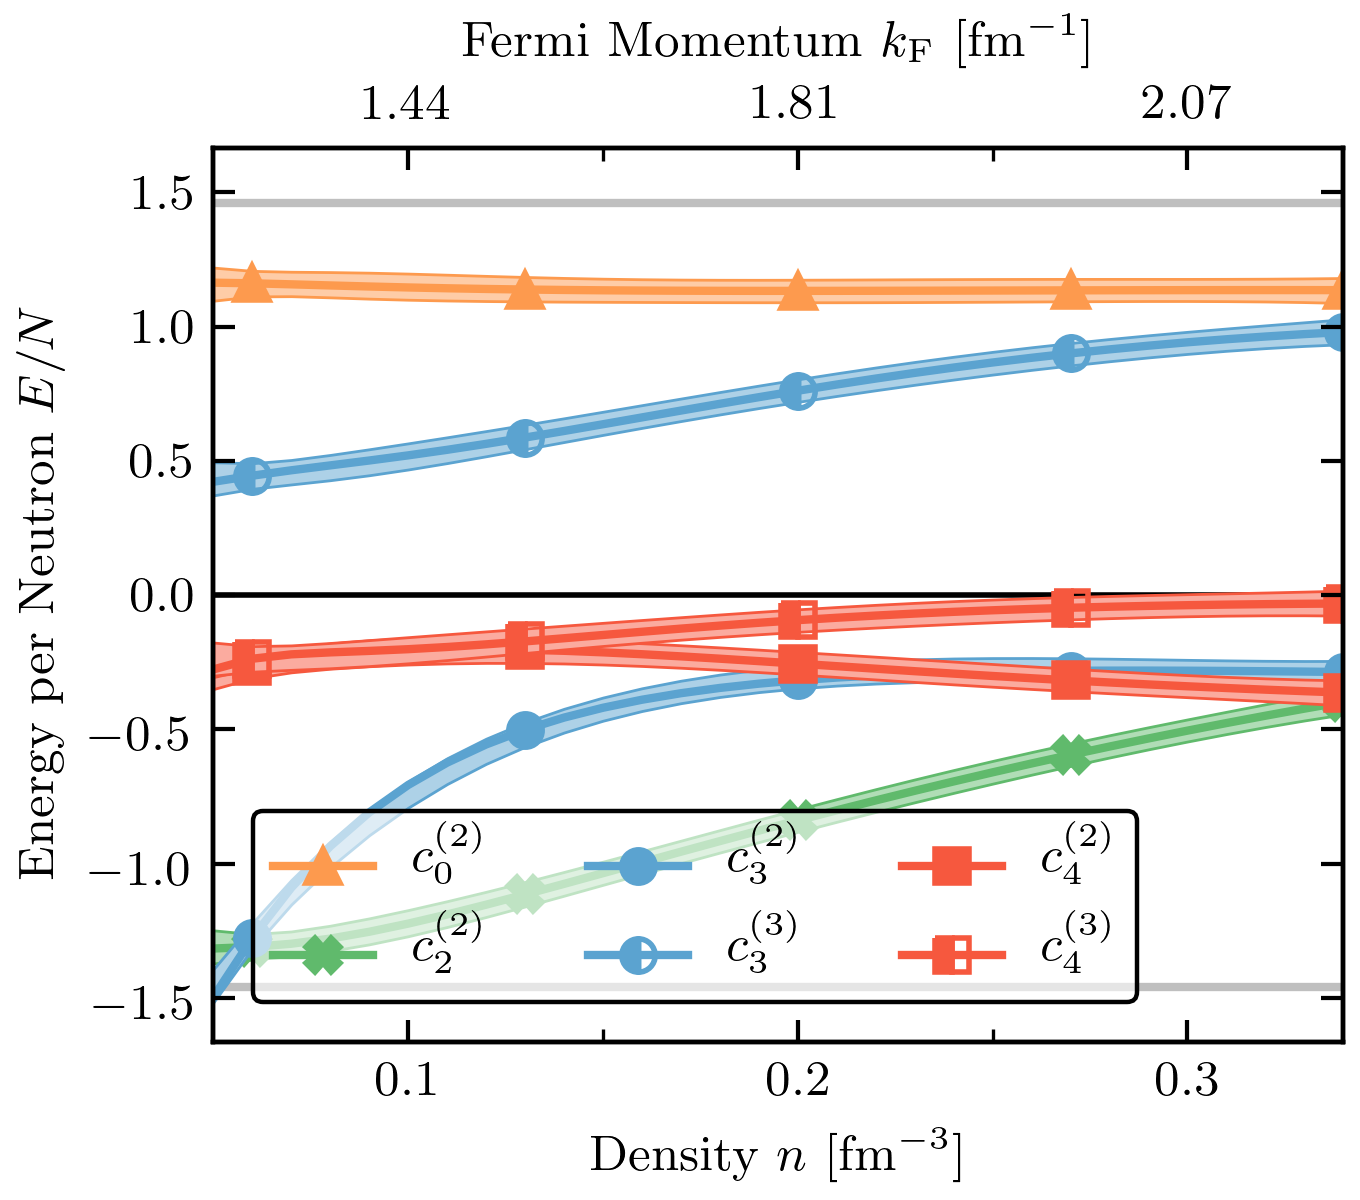 Fermi Momentum k_F [fm^{-1}]
1.44 1.81 2.07
Energy per Neutron E/N
1.5
1.0
0.5
0.0
−0.5
−1.0
−1.5
c_0^{(2)} c_3^{(2)} c_4^{(2)}
c_2^{(2)} c_3^{(3)} c_4^{(3)}
0.1 0.2 0.3
Density n [fm^{-3}]